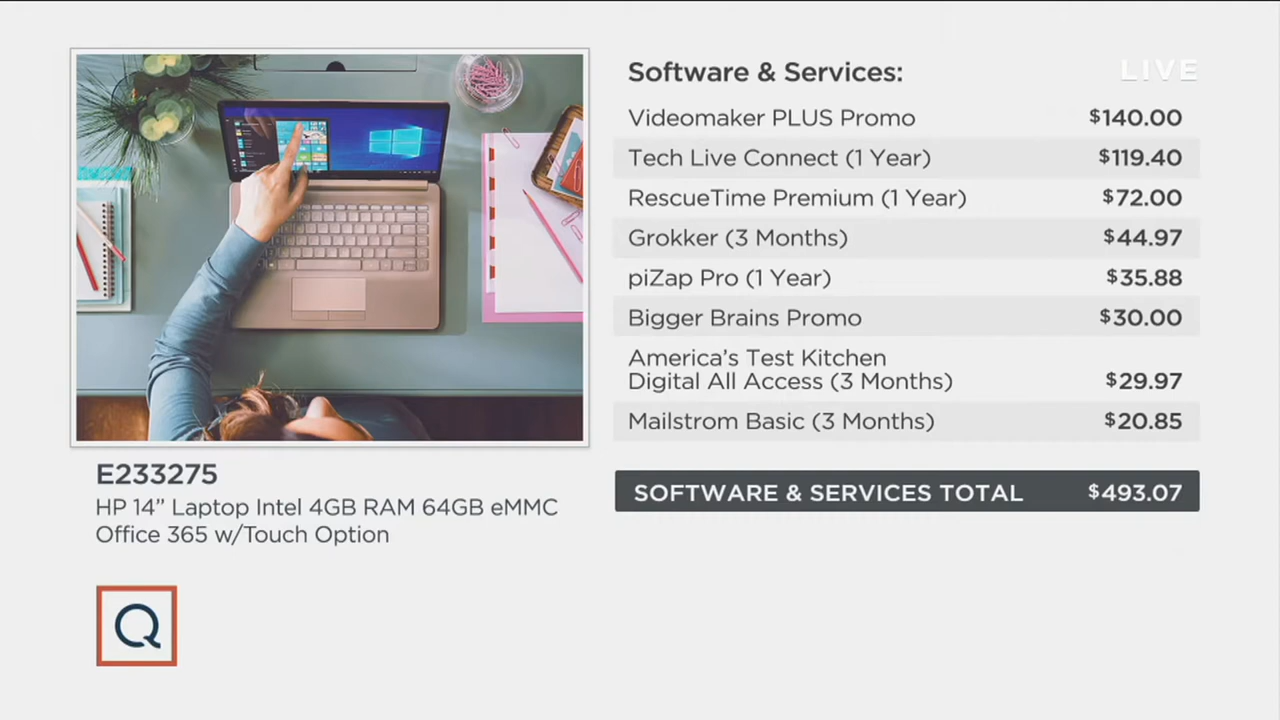 LIVE
Software & Services:
Videomaker PLUS Promo $140.00
Tech Live Connect (1 Year) $119.40
RescueTime Premium (1 Year) $72.00
Grokker (3 Months) $44.97
piZap Pro (1 Year) $35.88
Bigger Brains Promo $30.00
America’s Test Kitchen
Digital All Access (3 Months) $29.97
Mailstrom Basic (3 Months) $20.85
SOFTWARE & SERVICES TOTAL $493.07
E233275
HP 14” Laptop Intel 4GB RAM 64GB eMMC
Office 365 w/Touch Option
Q